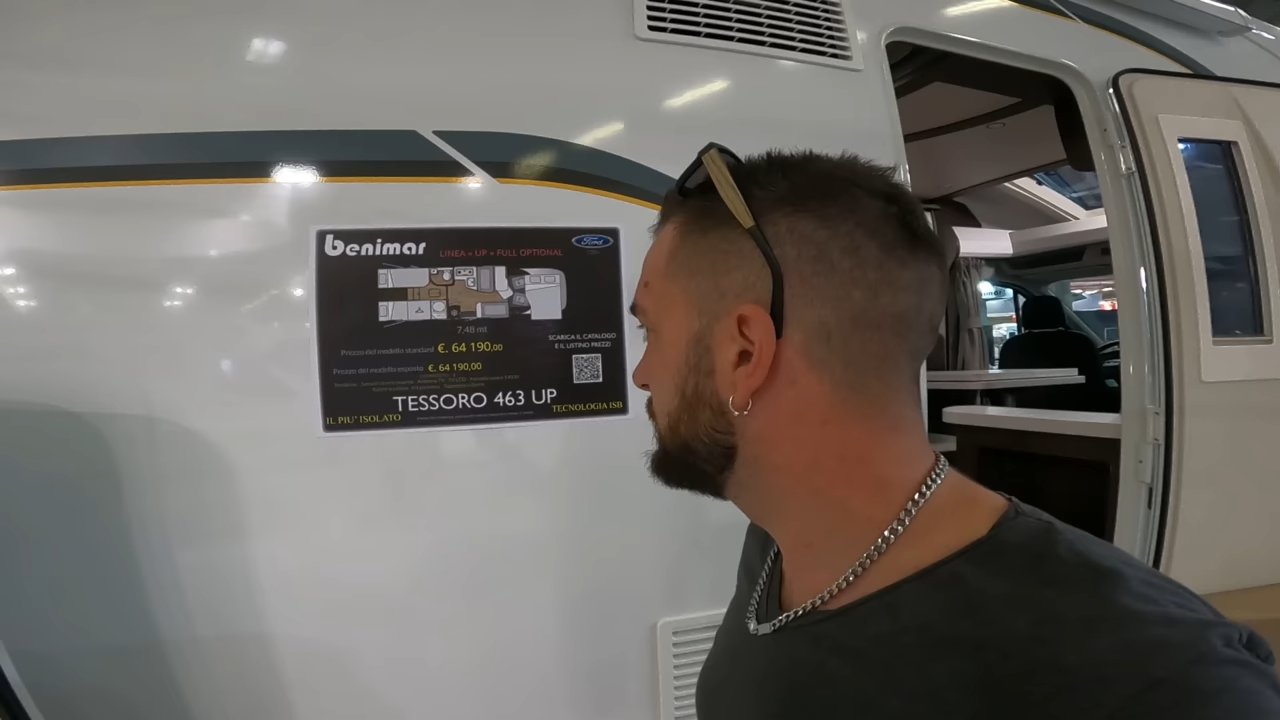 benimar
LINEA « UP » FULL OPTIONAL
Ford
7,48 mt
SCARICA IL CATALOGO
E IL LISTINO PREZZI
Prezzo del modello standard €. 64 190,00
Prezzo del modello esposto €. 64 190,00
TESSORO 463 UP
IL PIU' ISOLATO
TECNOLOGIA ISB